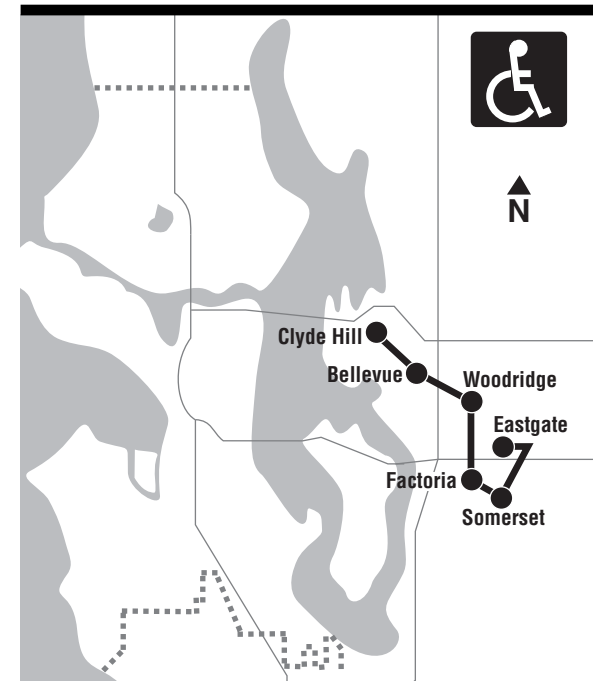 N
Clyde Hill
Bellevue
Woodridge
Eastgate
Factoria
Somerset